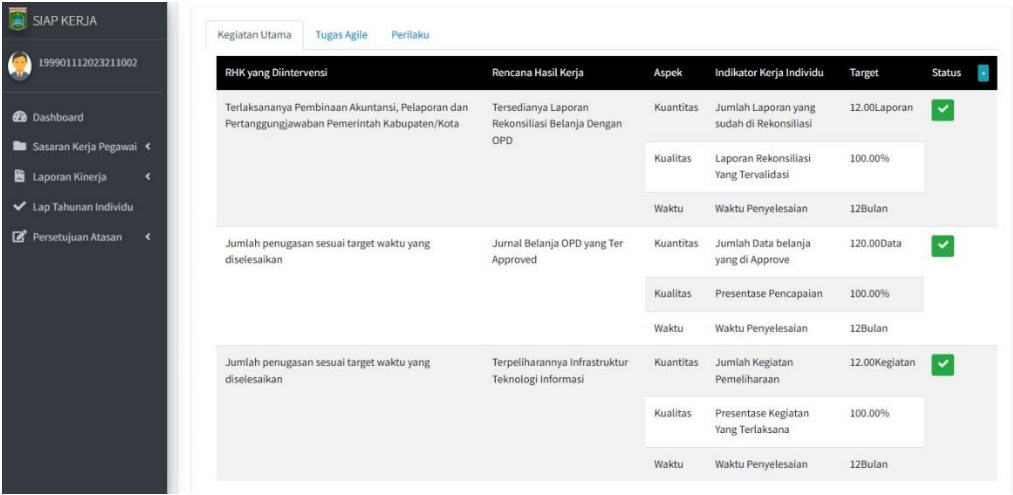 SIAP KERJA
199901112023211002
Dashboard
Sasaran Kerja Pegawai
Laporan Kinerja
Lap Tahunan Individu
Persetujuan Atasan
Kegiatan Utama Tugas Agile Perilaku
RHK yang Diintervensi Rencana Hasil Kerja Aspek Indikator Kerja Individu Target Status +
Terlaksananya Pembinaan Akuntansi, Pelaporan dan Tersedianya Laporan Kuantitas Jumlah Laporan yang 12.00Laporan
Pertanggungjawaban Pemerintah Kabupaten/Kota Rekonsiliasi Belanja Dengan sudah di Rekonsiliasi
OPD
Kualitas Laporan Rekonsiliasi 100.00%
Yang Tervalidasi
Waktu Waktu Penyelesaian 12Bulan
Jumlah penugasan sesuai target waktu yang Jurnal Belanja OPD yang Ter Kuantitas Jumlah Data belanja 120.00Data
diselesaikan Approved yang di Approve
Kualitas Presentase Pencapaian 100.00%
Waktu Waktu Penyelesaian 12Bulan
Jumlah penugasan sesuai target waktu yang Terpeliharannya Infrastruktur Kuantitas Jumlah Kegiatan 12.00Kegiatan
diselesaikan Teknologi Informasi Pemeliharaan
Kualitas Presentase Kegiatan 100.00%
Yang Terlaksana
Waktu Waktu Penyelesaian 12Bulan